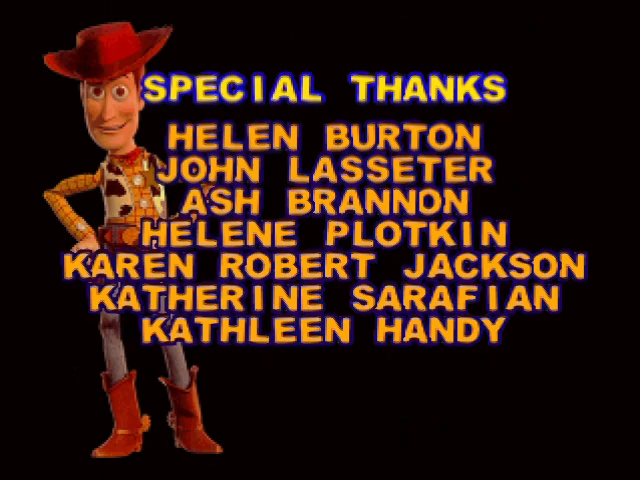 SPECIAL THANKS
HELEN BURTON
JOHN LASSETER
ASH BRANNON
HELENE PLOTKIN
KAREN ROBERT JACKSON
KATHERINE SARAFIAN
KATHLEEN HANDY